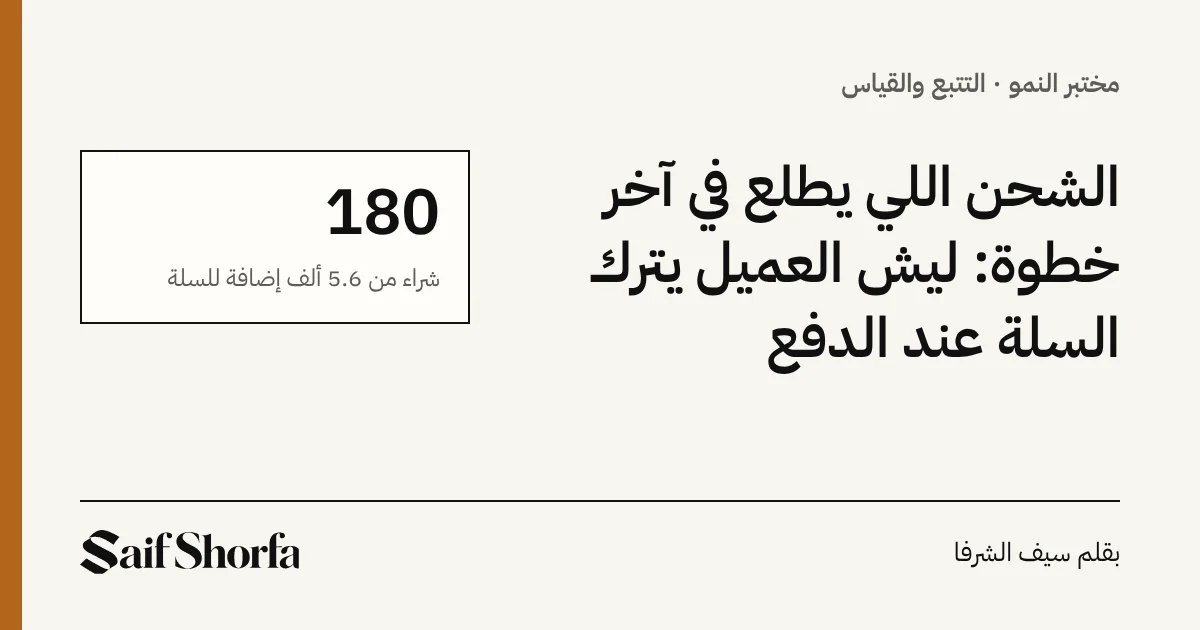 مختبر النمو · التتبع والقياس
الشحن اللي يطلع في آخر
خطوة: ليش العميل يترك
السلة عند الدفع
180
شراء من 5.6 ألف إضافة للسلة
بقلم سيف الشرفا
Saif Shorfa